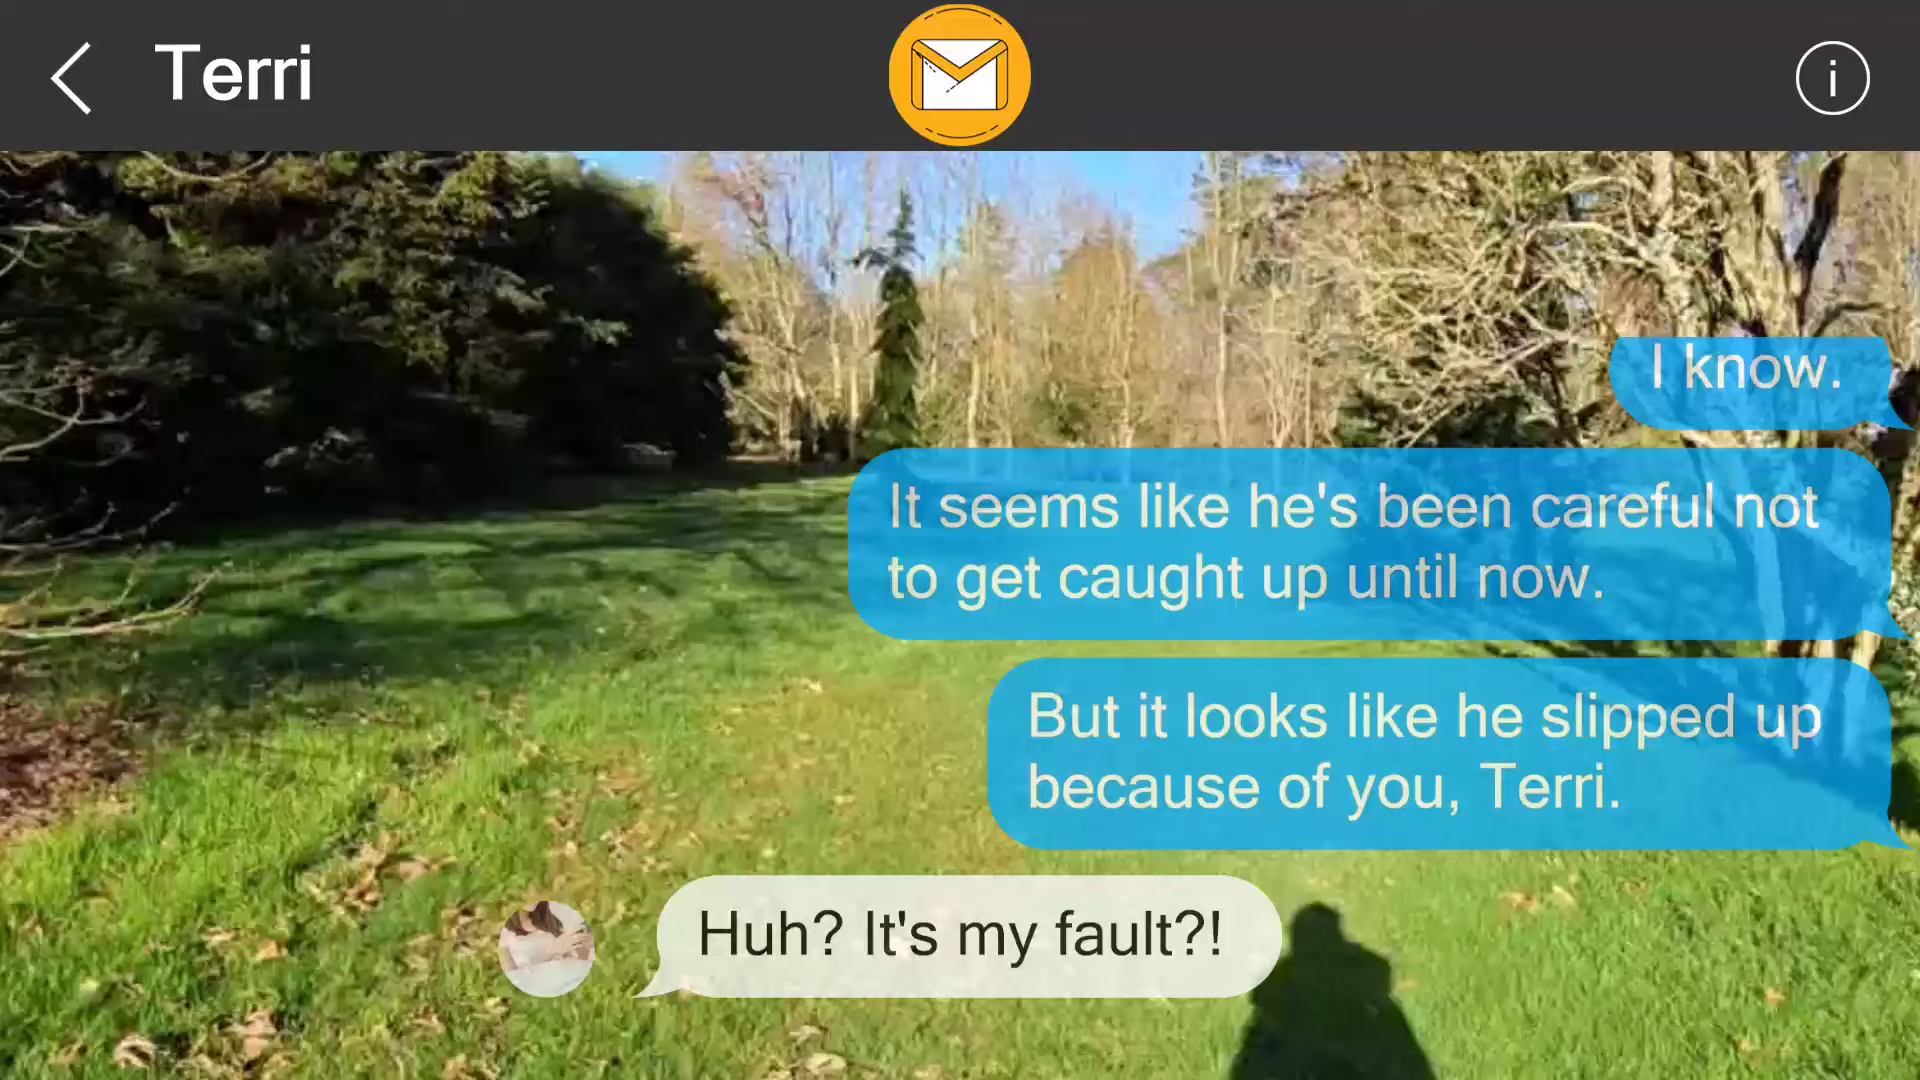 Terri
i
I know.
It seems like he's been careful not
to get caught up until now.
But it looks like he slipped up
because of you, Terri.
Huh? It's my fault?!